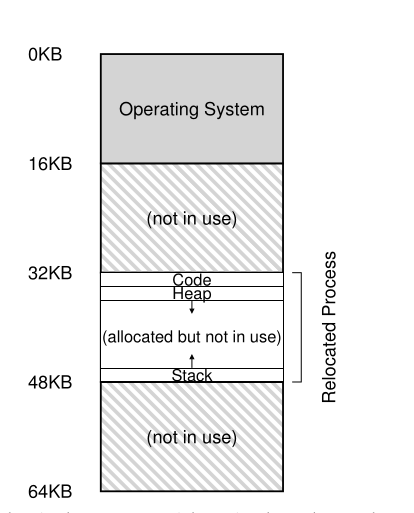 0KB
Operating System
16KB
(not in use)
32KB
Code
Heap
(allocated but not in use)
Stack
48KB
(not in use)
64KB
Relocated Process